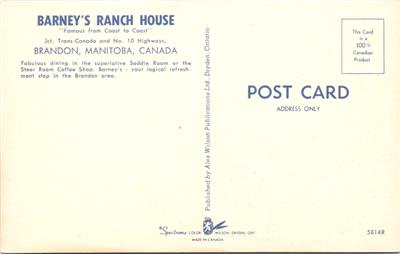 BARNEY'S RANCH HOUSE
"Famous from Coast to Coast"
Jct. Trans-Canada and No. 10 Highways,
BRANDON, MANITOBA, CANADA
Fabulous dining in the superlative Saddle Room or the
Steer Room Coffee Shop. Barney's - your logical refresh-
ment stop in the Brandon area.
Published by Alex Wilson Publications Ltd., Dryden, Ontario
This Card
is a
100%
Canadian
Product
POST CARD
ADDRESS ONLY
Spectrome COLOR WILSON, DRYDEN, ONT.
MADE IN CANADA
5814R